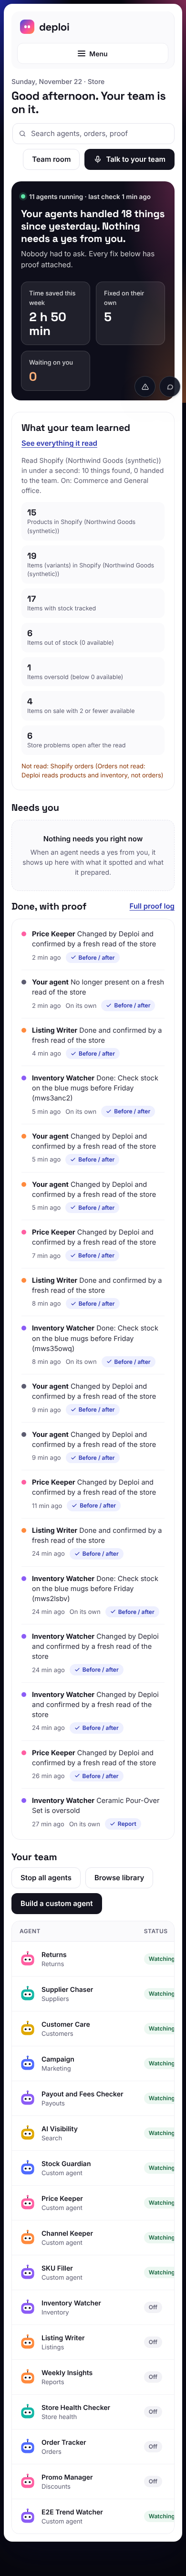 deploi
Menu
Sunday, November 22 · Store
Good afternoon. Your team is
on it.
Search agents, orders, proof
Team room
Talk to your team
11 agents running · last check 1 min ago
Your agents handled 18 things
since yesterday. Nothing
needs a yes from you.
Nobody had to ask. Every fix below has
proof attached.
Time saved this
week
2 h 50
min
Fixed on their
own
5
Waiting on you
0
What your team learned
See everything it read
Read Shopify (Northwind Goods (synthetic))
in under a second: 10 things found, 0 handed
to the team. On: Commerce and General
office.
15
Products in Shopify (Northwind Goods
(synthetic))
19
Items (variants) in Shopify (Northwind Goods
(synthetic))
17
Items with stock tracked
6
Items out of stock (0 available)
1
Items oversold (below 0 available)
4
Items on sale with 2 or fewer available
6
Store problems open after the read
Not read: Shopify orders (Orders not read:
Deploi reads products and inventory, not orders)
Needs you
Nothing needs you right now
When an agent needs a yes from you, it
shows up here with what it spotted and what
it prepared.
Done, with proof
Full proof log
Price Keeper Changed by Deploi and
confirmed by a fresh read of the store
2 min ago Before / after
Your agent No longer present on a fresh
read of the store
2 min ago On its own Before / after
Listing Writer Done and confirmed by a
fresh read of the store
4 min ago Before / after
Inventory Watcher Done: Check stock
on the blue mugs before Friday
(mws3anc2)
5 min ago On its own Before / after
Your agent Changed by Deploi and
confirmed by a fresh read of the store
5 min ago Before / after
Your agent Changed by Deploi and
confirmed by a fresh read of the store
5 min ago Before / after
Price Keeper Changed by Deploi and
confirmed by a fresh read of the store
7 min ago Before / after
Listing Writer Done and confirmed by a
fresh read of the store
8 min ago Before / after
Inventory Watcher Done: Check stock
on the blue mugs before Friday
(mws35owq)
8 min ago On its own Before / after
Your agent Changed by Deploi and
confirmed by a fresh read of the store
9 min ago Before / after
Your agent Changed by Deploi and
confirmed by a fresh read of the store
9 min ago Before / after
Price Keeper Changed by Deploi and
confirmed by a fresh read of the store
11 min ago Before / after
Listing Writer Done and confirmed by a
fresh read of the store
24 min ago Before / after
Inventory Watcher Done: Check stock
on the blue mugs before Friday
(mws2lsbv)
24 min ago On its own Before / after
Inventory Watcher Changed by Deploi
and confirmed by a fresh read of the
store
24 min ago Before / after
Inventory Watcher Changed by Deploi
and confirmed by a fresh read of the
store
24 min ago Before / after
Price Keeper Changed by Deploi and
confirmed by a fresh read of the store
26 min ago Before / after
Inventory Watcher Ceramic Pour-Over
Set is oversold
27 min ago On its own Report
Your team
Stop all agents
Browse library
Build a custom agent
AGENT STATUS
Returns
Returns
Watching
Supplier Chaser
Suppliers
Watching
Customer Care
Customers
Watching
Campaign
Marketing
Watching
Payout and Fees Checker
Payouts
Watching
AI Visibility
Search
Watching
Stock Guardian
Custom agent
Watching
Price Keeper
Custom agent
Watching
Channel Keeper
Custom agent
Watching
SKU Filler
Custom agent
Watching
Inventory Watcher
Inventory
Off
Listing Writer
Listings
Off
Weekly Insights
Reports
Off
Store Health Checker
Store health
Off
Order Tracker
Orders
Off
Promo Manager
Discounts
Off
E2E Trend Watcher
Custom agent
Watching